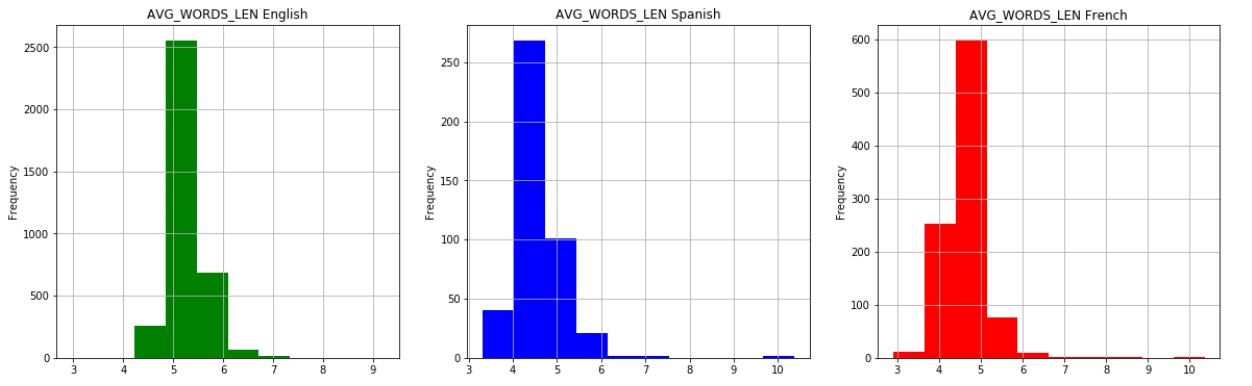 AVG_WORDS_LEN English
Frequency
2500
2000
1500
1000
500
0
3 4 5 6 7 8 9
AVG_WORDS_LEN Spanish
Frequency
250
200
150
100
50
0
3 4 5 6 7 8 9 10
AVG_WORDS_LEN French
Frequency
600
500
400
300
200
100
0
3 4 5 6 7 8 9 10